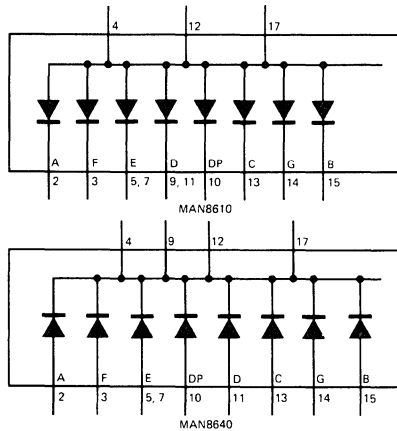 4 12 17
A F E D DP C G B
2 3 5, 7 9, 11 10 13 14 15
MAN8610
4 9 12 17
A F E DP D C G B
2 3 5, 7 10 11 13 14 15
MAN8640